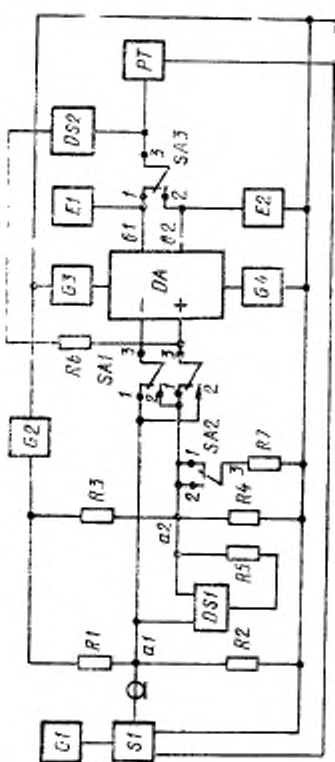 G1
S1
R1
a1
R2
DS1
R5
R3
a2
R4
G2
2
1
SA2
3
R7
R6
SA1
1
3
2
1
3
2
G3
−
DA
+
G4
б1
б2
E1
E2
1
2
3
SA3
DS2
PT